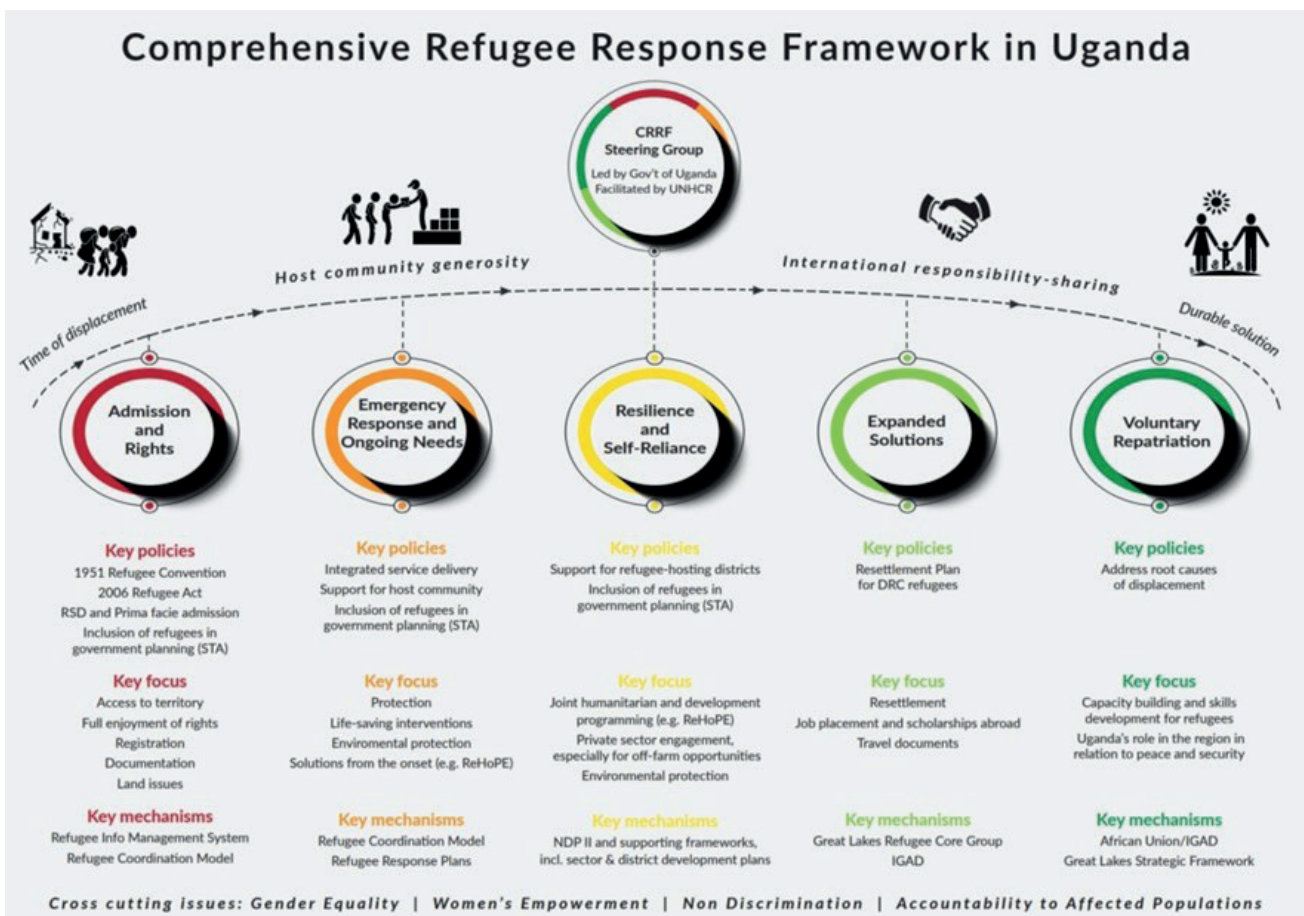 Comprehensive Refugee Response Framework in Uganda
CRRF
Steering Group
Led by Gov't of Uganda
Facilitated by UNHCR
Time of displacement
Host community generosity
International responsibility-sharing
Durable solution
Admission
and
Rights
Key policies
1951 Refugee Convention
2006 Refugee Act
RSD and Prima facie admission
Inclusion of refugees in
government planning (STA)
Key focus
Access to territory
Full enjoyment of rights
Registration
Documentation
Land issues
Key mechanisms
Refugee Info Management System
Refugee Coordination Model
Emergency
Response and
Ongoing Needs
Key policies
Integrated service delivery
Support for host community
Inclusion of refugees in
government planning (STA)
Key focus
Protection
Life-saving interventions
Enviromental protection
Solutions from the onset (e.g. ReHoPE)
Key mechanisms
Refugee Coordination Model
Refugee Response Plans
Resilience
and
Self-Reliance
Key policies
Support for refugee-hosting districts
Inclusion of refugees in
government planning (STA)
Key focus
Joint humanitarian and development
programming (e.g. ReHoPE)
Private sector engagement,
especially for off-farm opportunities
Environmental protection
Key mechanisms
NDP II and supporting frameworks,
incl. sector & district development plans
Expanded
Solutions
Key policies
Resettlement Plan
for DRC refugees
Key focus
Resettlement
Job placement and scholarships abroad
Travel documents
Key mechanisms
Great Lakes Refugee Core Group
IGAD
Voluntary
Repatriation
Key policies
Address root causes
of displacement
Key focus
Capacity building and skills
development for refugees
Uganda's role in the region in
relation to peace and security
Key mechanisms
African Union/IGAD
Great Lakes Strategic Framework
Cross cutting issues: Gender Equality | Women's Empowerment | Non Discrimination | Accountability to Affected Populations